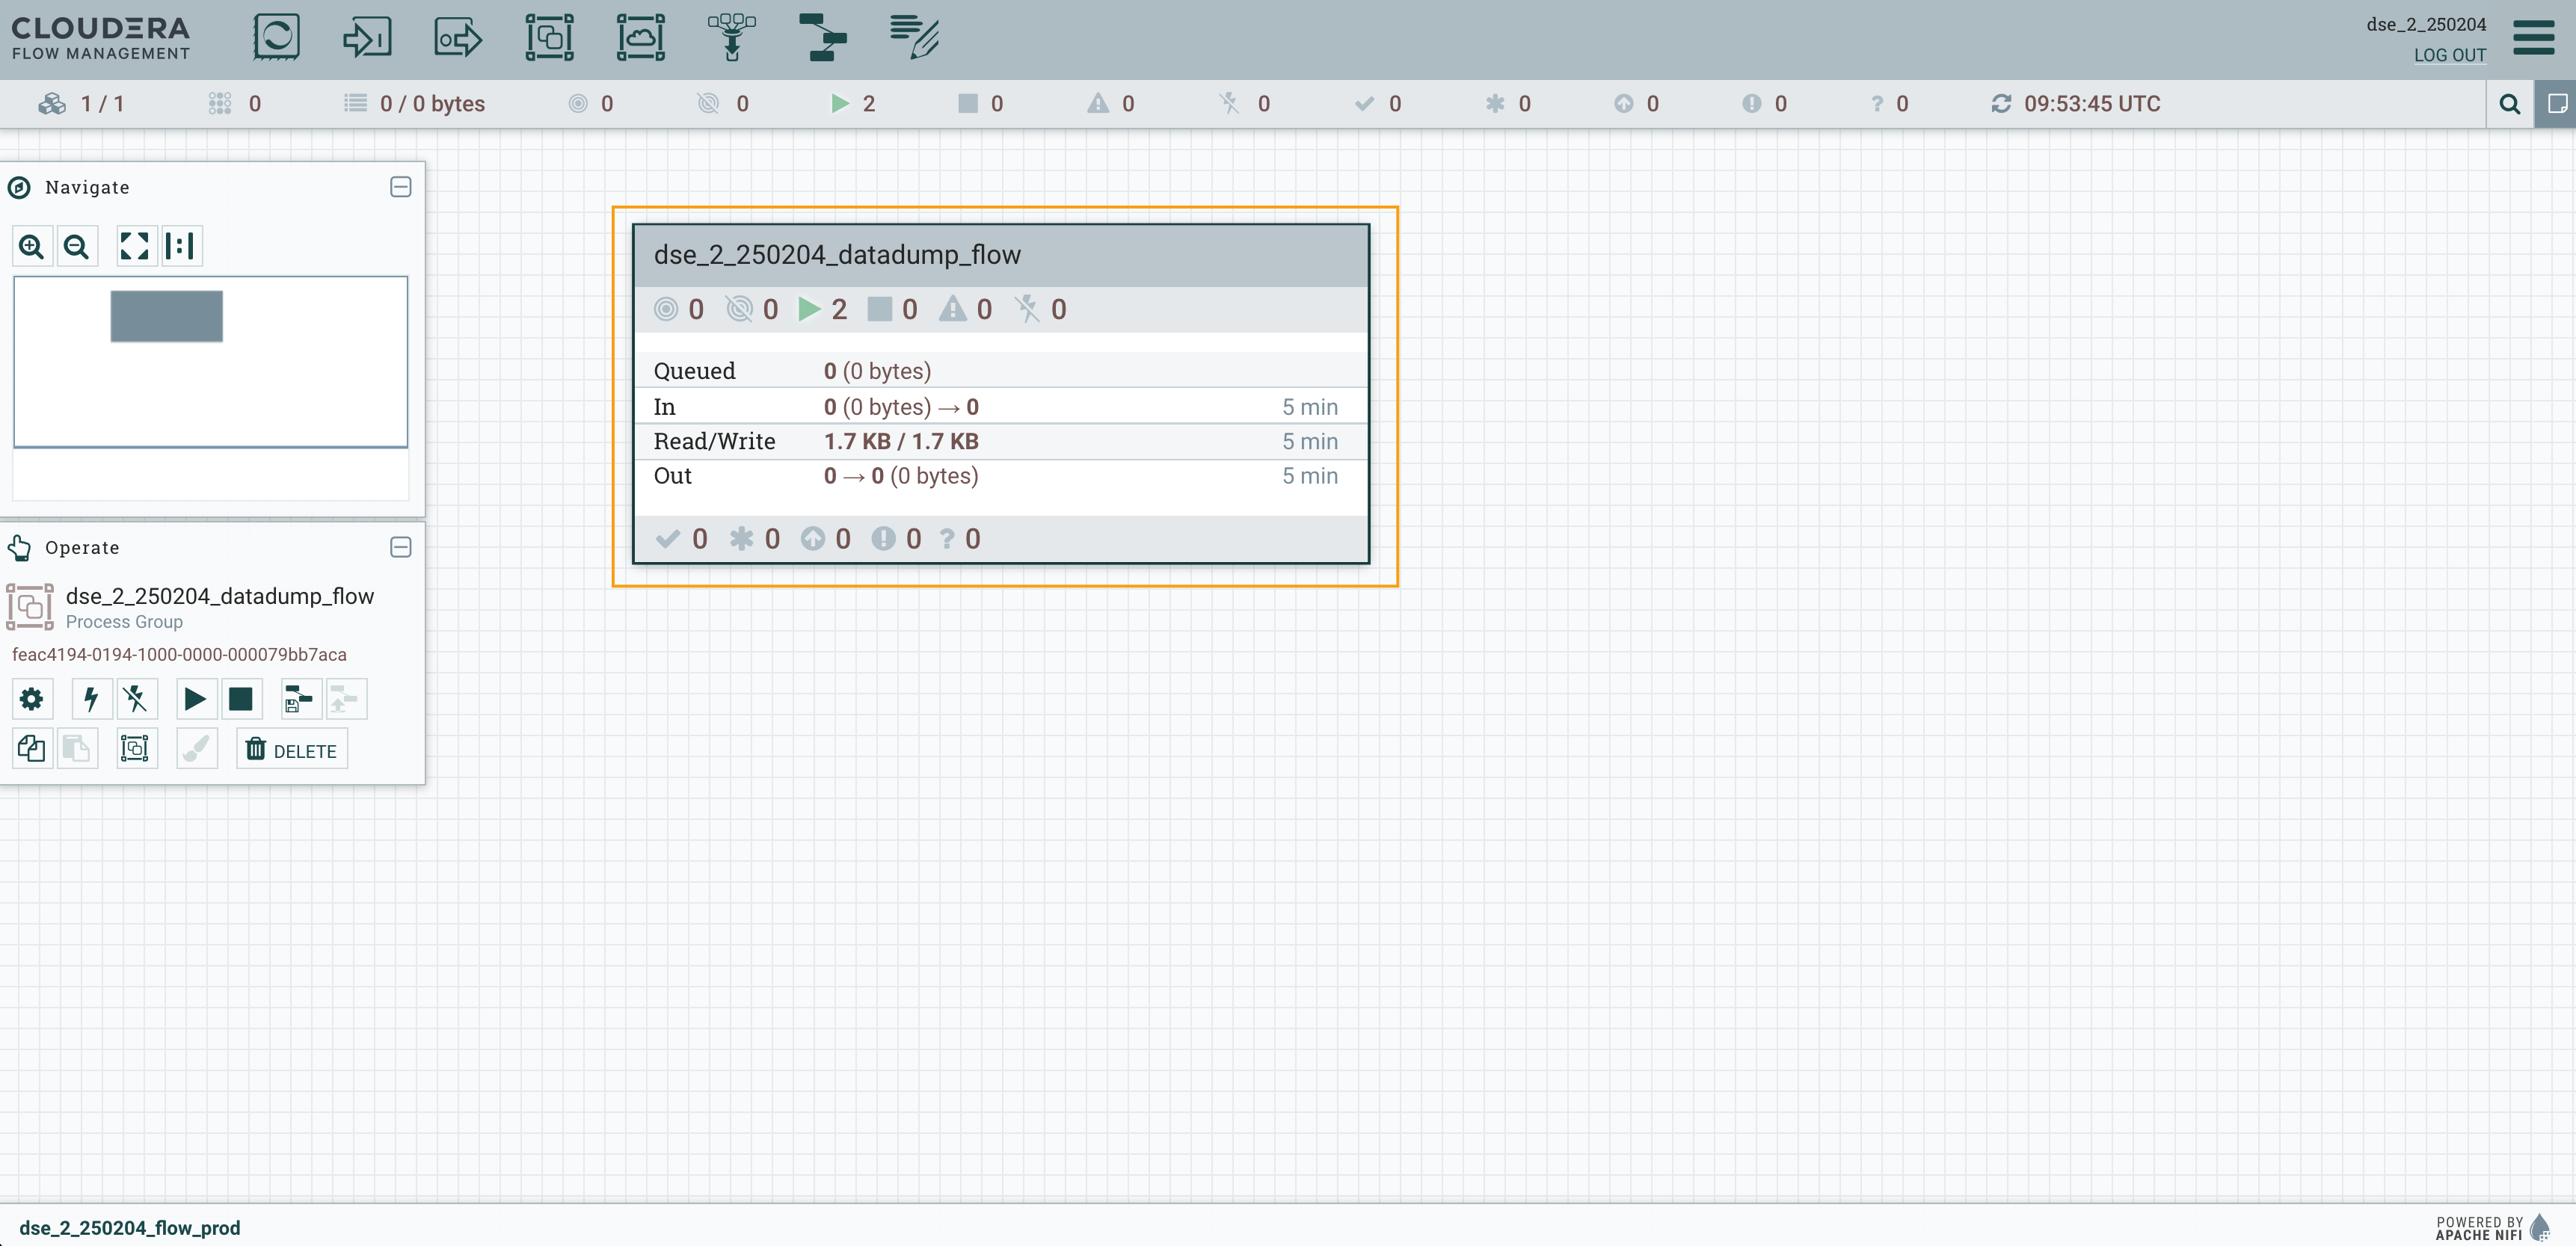 CLOUDERA
FLOW MANAGEMENT
dse_2_250204
LOG OUT
1 / 1 0 0 / 0 bytes 0 0 2 0 0 0 0 0 0 0 ? 0 09:53:45 UTC
Navigate
Operate
dse_2_250204_datadump_flow
Process Group
feac4194-0194-1000-0000-000079bb7aca
DELETE
dse_2_250204_datadump_flow
0 0 2 0 0 0
Queued 0 (0 bytes)
In 0 (0 bytes) → 0 5 min
Read/Write 1.7 KB / 1.7 KB 5 min
Out 0 → 0 (0 bytes) 5 min
0 0 0 0 ? 0
dse_2_250204_flow_prod
POWERED BY
APACHE NIFI